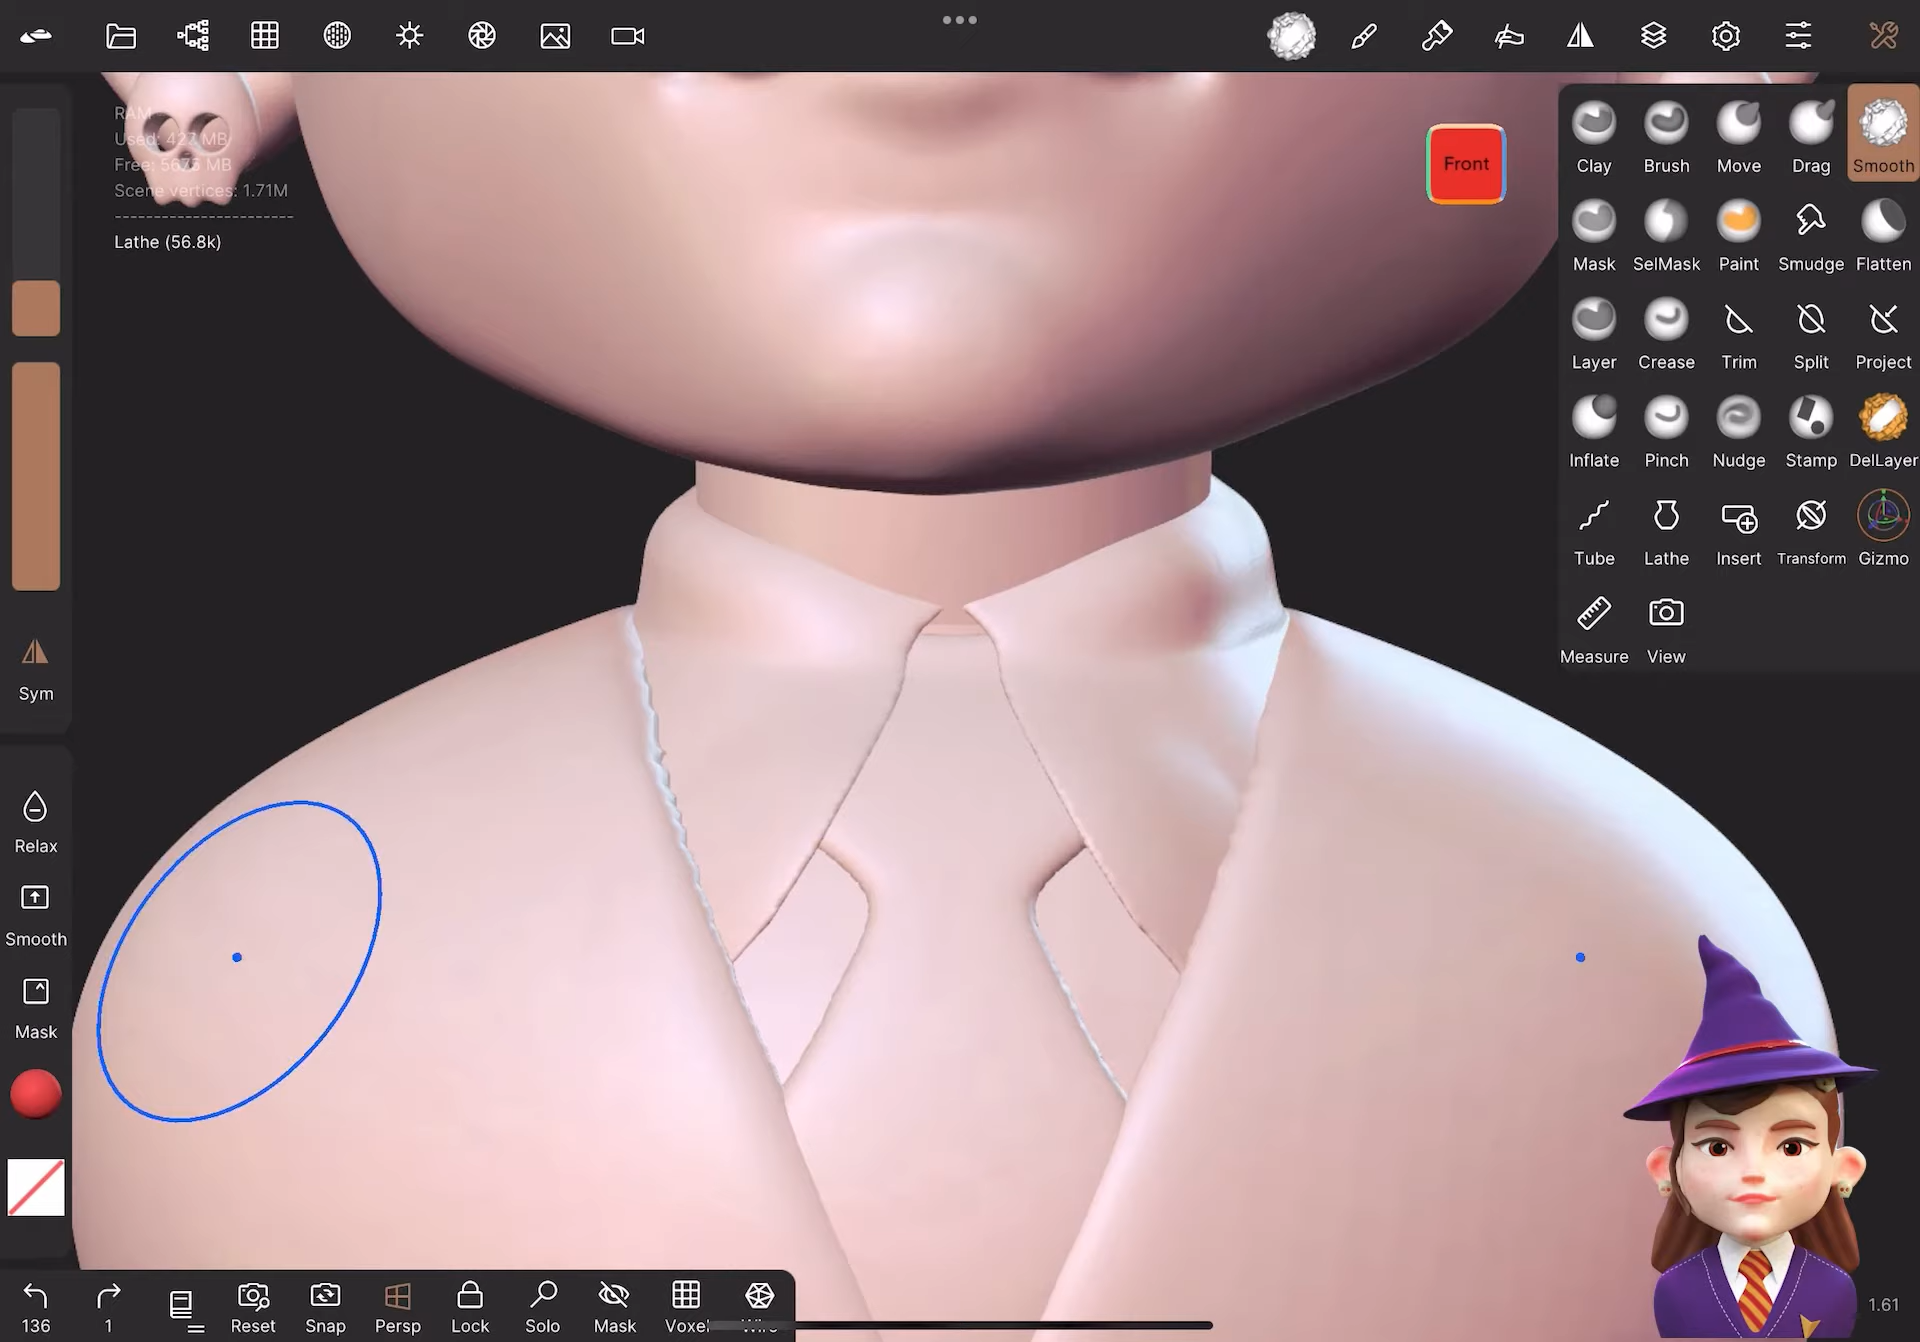 RAM
Used: 427 MB
Free: 5676 MB
Scene vertices: 1.71M
Lathe (56.8k)
Front
Clay Brush Move Drag Smooth
Mask SelMask Paint Smudge Flatten
Layer Crease Trim Split Project
Inflate Pinch Nudge Stamp DelLayer
Tube Lathe Insert Transform Gizmo
Measure View
Sym
Relax
Smooth
Mask
136 1 Reset Snap Persp Lock Solo Mask Voxel Wire
1.61